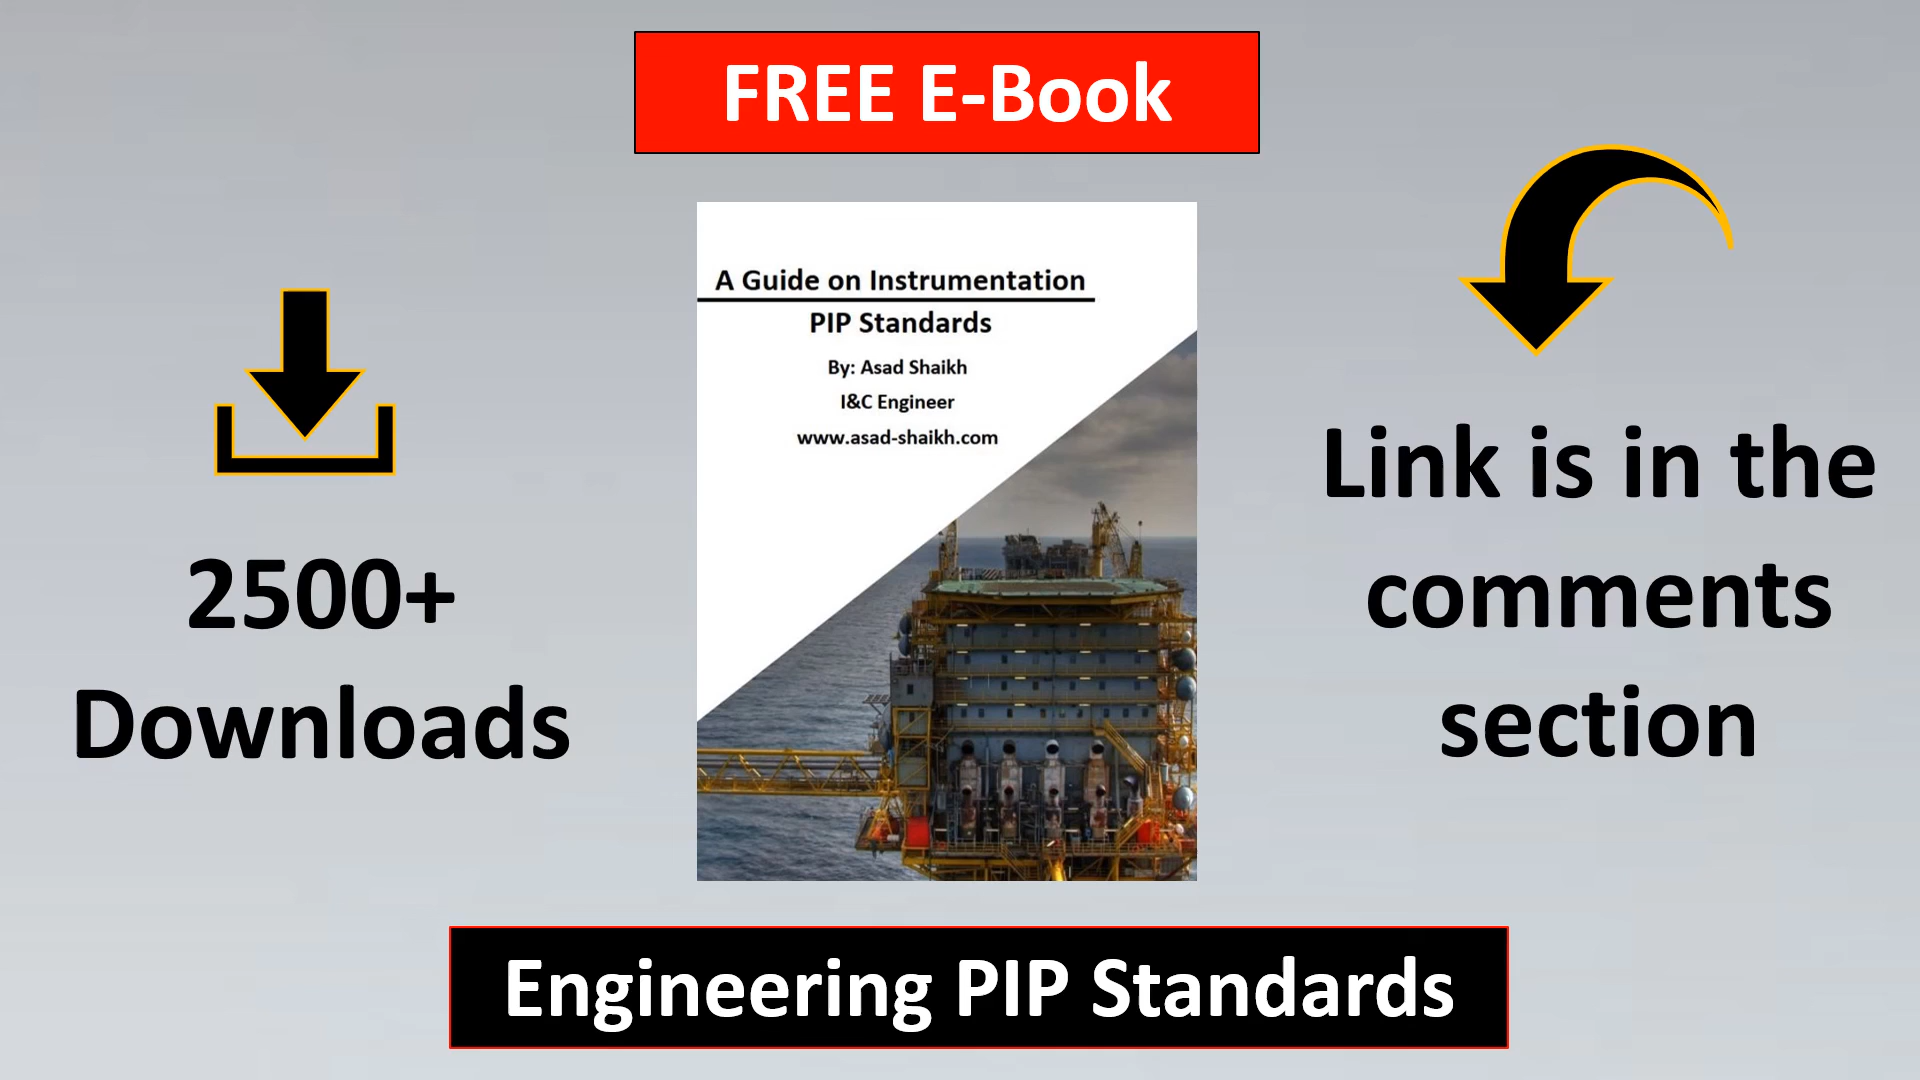 FREE E-Book
A Guide on Instrumentation
PIP Standards
By: Asad Shaikh
I&C Engineer
www.asad-shaikh.com
2500+
Downloads
Link is in the
comments
section
Engineering PIP Standards